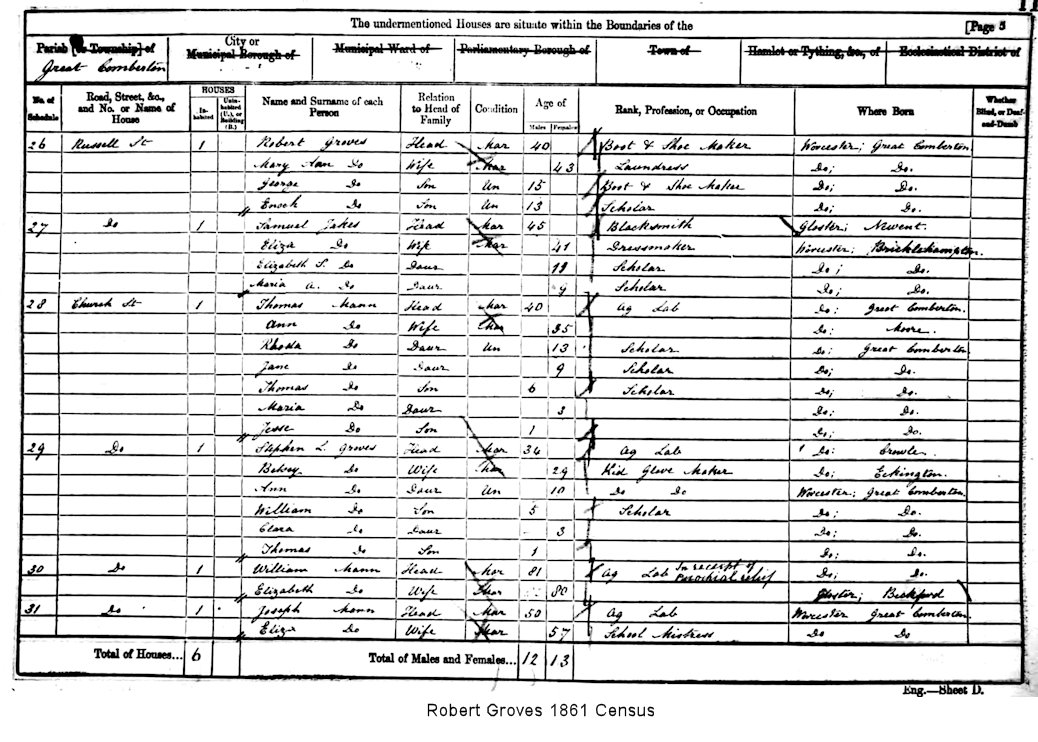 The undermentioned Houses are situate within the Boundaries of the [Page 5
Parish [or Township] of City or Municipal Borough of Municipal Ward of Parliamentary Borough of Town of Hamlet or Tything, &c., of Ecclesiastical District of
Great Comberton
No. of Schedule Road, Street, &c., and No. or Name of House HOUSES Inhabited Uninhabited (U.), or Building (B.) Name and Surname of each Person Relation to Head of Family Condition Age of Males Females Rank, Profession, or Occupation Where Born Whether Blind, or Deaf-and-Dumb
26 Russell St 1 Robert Groves Head Mar 40 Boot & Shoe Maker Worcester; Great Comberton
Mary Ann Do Wife Mar 43 Laundress Do; Do.
George Do Son Un 15 Boot & Shoe Maker Do; Do.
Enoch Do Son Un 13 Scholar Do; Do.
27 Do 1 Samuel Jakes Head Mar 45 Blacksmith Gloster; Newent.
Eliza Do Wife Mar 41 Dressmaker Worcester; Bricklehampton.
Elizabeth S. Do Daur Scholar Do; Do.
Maria A. Do Daur 9 Scholar Do; Do.
28 Church St 1 Thomas Mann Head Mar 40 Ag Lab Do: Great Comberton.
Ann Do Wife Mar 35 Do: Moore.
Rhoda Do Daur Un 13 Scholar Do: Great Comberton
Jane Do Daur 9 Scholar Do; Do.
Thomas Do Son 6 Scholar Do; Do.
Maria Do Daur 3 Do; Do.
Jesse Do Son 1 Do; Do.
29 Do 1 Stephen L. Groves Head Mar 34 Ag Lab Do: Crowle.
Betsey Do Wife Mar 29 Kid Glove Maker Do; Eckington.
Ann Do Daur Un 10 Do Do Worcester; Great Comberton.
William Do Son 5 Scholar Do; Do.
Clara Do Daur 3 Do; Do.
Thomas Do Son 1 Do; Do.
30 Do 1 William Mann Head Mar 81 Ag Lab In receipt of Parochial relief Do; Do.
Elizabeth Do Wife Mar 80 Gloster; Beckford
31 Do 1 Joseph Mann Head Mar 50 Ag Lab Worcester Great Comberton
Eliza Do Wife Mar 57 School Mistress Do Do
Total of Houses... 6 Total of Males and Females... 12 13
Eng.—Sheet D.
Robert Groves 1861 Census